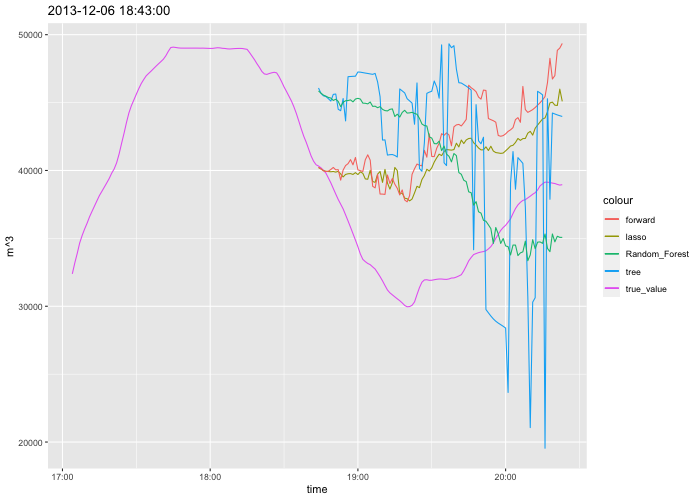 2013-12-06 18:43:00
50000
40000
30000
20000
m^3
17:00
18:00
19:00
20:00
time
colour
forward
lasso
Random_Forest
tree
true_value